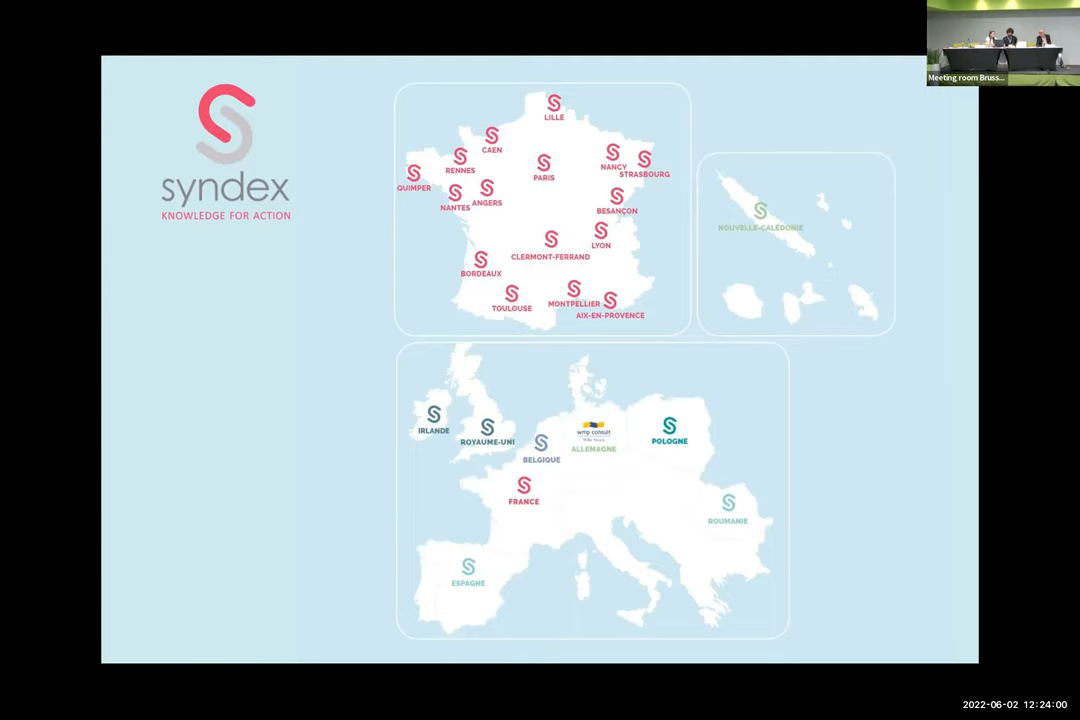 Meeting room Bruss...
syndex
KNOWLEDGE FOR ACTION
LILLE
CAEN
RENNES
PARIS
NANCY
STRASBOURG
QUIMPER
NANTES
ANGERS
BESANÇON
LYON
CLERMONT-FERRAND
BORDEAUX
TOULOUSE
MONTPELLIER
AIX-EN-PROVENCE
NOUVELLE-CALÉDONIE
IRLANDE
ROYAUME-UNI
BELGIQUE
wmp consult
Wilke Maack
ALLEMAGNE
POLOGNE
FRANCE
ROUMANIE
ESPAGNE
2022-06-02 12:24:00